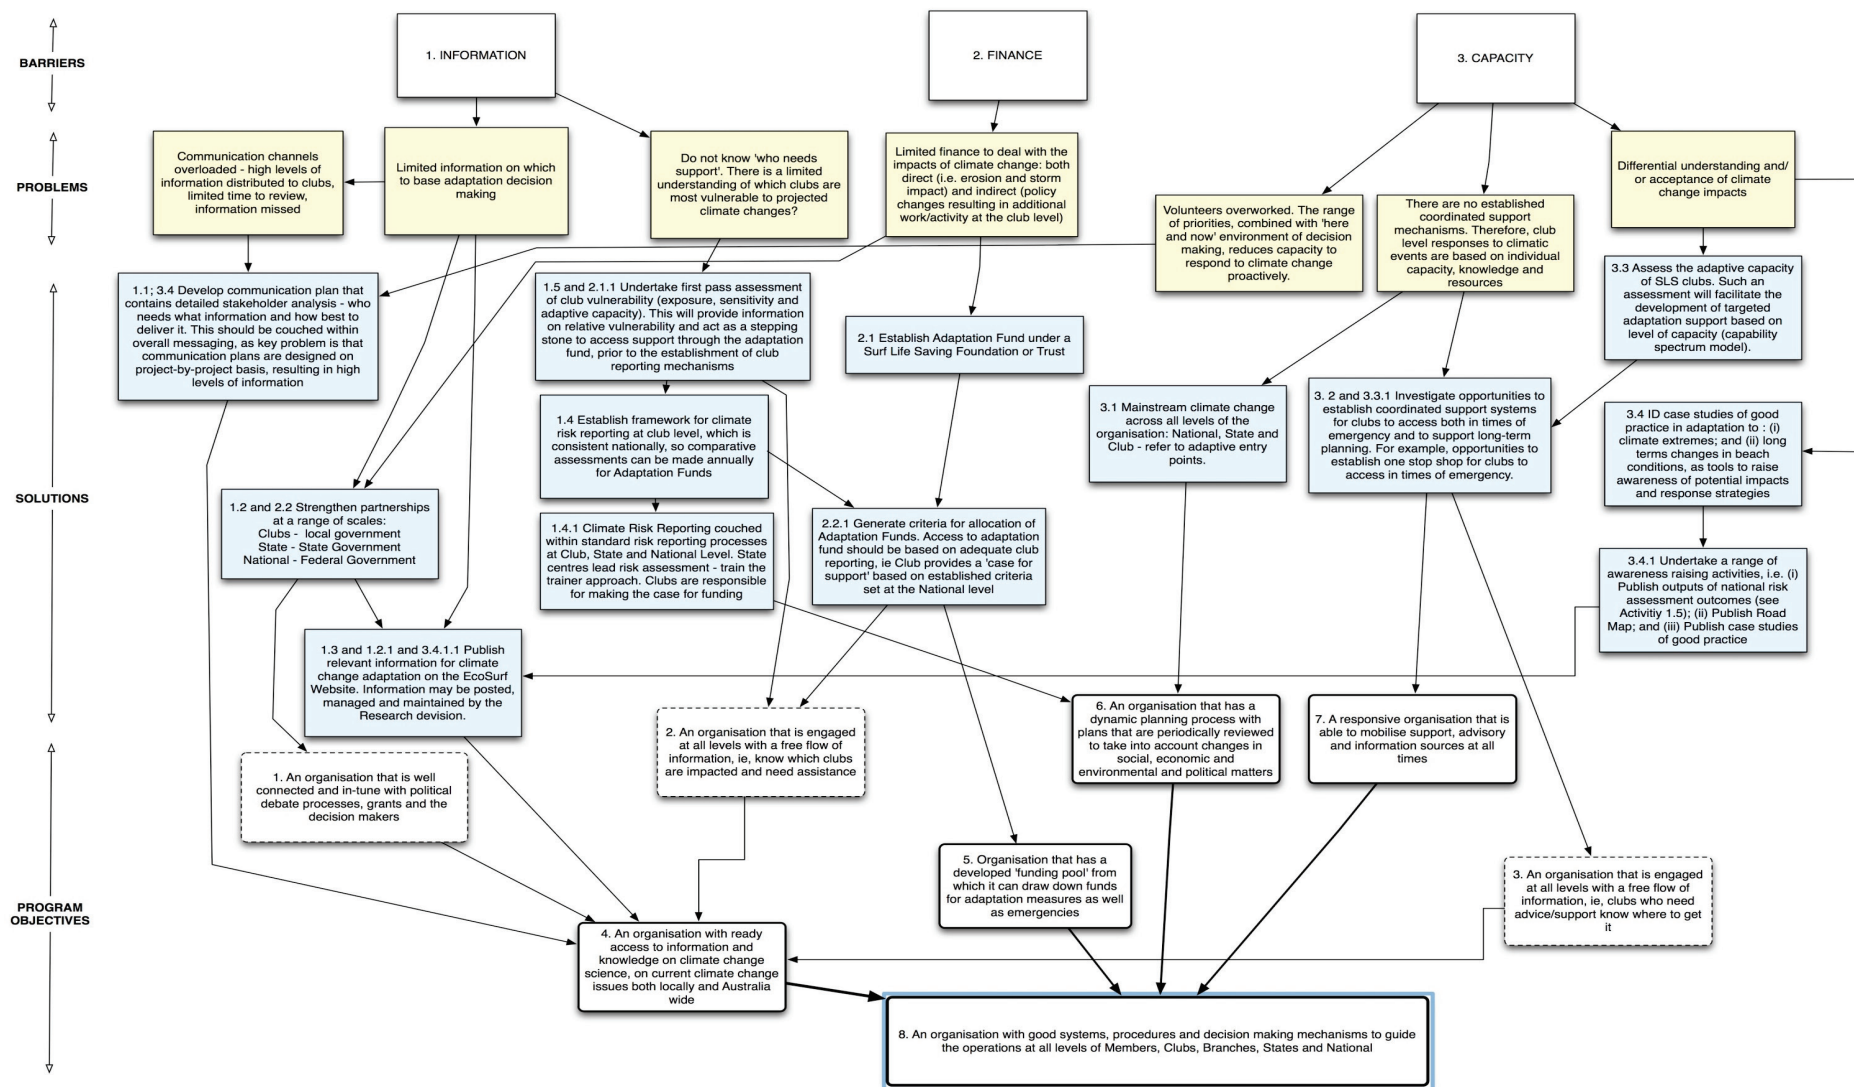 BARRIERS
1. INFORMATION
2. FINANCE
3. CAPACITY
PROBLEMS
Communication channels
overloaded - high levels of
information distributed to clubs,
limited time to review,
information missed
Limited information on which
to base adaptation decision
making
Do not know 'who needs
support'. There is a limited
understanding of which clubs are
most vulnerable to projected
climate changes?
Limited finance to deal with the
impacts of climate change: both
direct (i.e. erosion and storm
impact) and indirect (policy
changes resulting in additional
work/activity at the club level)
Volunteers overworked. The range
of priorities, combined with 'here
and now' environment of decision
making, reduces capacity to
respond to climate change
proactively.
There are no established
coordinated support
mechanisms. Therefore, club
level responses to climatic
events are based on individual
capacity, knowledge and
resources
Differential understanding and/
or acceptance of climate
change impacts
SOLUTIONS
1.1; 3.4 Develop communication plan that
contains detailed stakeholder analysis - who
needs what information and how best to
deliver it. This should be couched within
overall messaging, as key problem is that
communication plans are designed on
project-by-project basis, resulting in high
levels of information
1.5 and 2.1.1 Undertake first pass assessment
of club vulnerability (exposure, sensitivity and
adaptive capacity). This will provide information
on relative vulnerability and act as a stepping
stone to access support through the adaptation
fund, prior to the establishment of club
reporting mechanisms
2.1 Establish Adaptation Fund under a
Surf Life Saving Foundation or Trust
3.3 Assess the adaptive capacity
of SLS clubs. Such an
assessment will facilitate the
development of targeted
adaptation support based on
level of capacity (capability
spectrum model).
1.4 Establish framework for climate
risk reporting at club level, which is
consistent nationally, so comparative
assessments can be made annually
for Adaptation Funds
3.1 Mainstream climate change
across all levels of the
organisation: National, State and
Club - refer to adaptive entry
points.
3. 2 and 3.3.1 Investigate opportunities to
establish coordinated support systems
for clubs to access both in times of
emergency and to support long-term
planning. For example, opportunities to
establish one stop shop for clubs to
access in times of emergency.
3.4 ID case studies of good
practice in adaptation to : (i)
climate extremes; and (ii) long
terms changes in beach
conditions, as tools to raise
awareness of potential impacts
and response strategies
1.2 and 2.2 Strengthen partnerships
at a range of scales:
Clubs - local government
State - State Government
National - Federal Government
1.4.1 Climate Risk Reporting couched
within standard risk reporting processes
at Club, State and National Level. State
centres lead risk assessment - train the
trainer approach. Clubs are responsible
for making the case for funding
2.2.1 Generate criteria for allocation of
Adaptation Funds. Access to adaptation
fund should be based on adequate club
reporting, ie Club provides a 'case for
support' based on established criteria
set at the National level
3.4.1 Undertake a range of
awareness raising activities, i.e. (i)
Publish outputs of national risk
assessment outcomes (see
Activitiy 1.5); (ii) Publish Road
Map; and (iii) Publish case studies
of good practice
1.3 and 1.2.1 and 3.4.1.1 Publish
relevant information for climate
change adaptation on the EcoSurf
Website. Information may be posted,
managed and maintained by the
Research devision.
PROGRAM
OBJECTIVES
1. An organisation that is well
connected and in-tune with political
debate processes, grants and the
decision makers
2. An organisation that is engaged
at all levels with a free flow of
information, ie, know which clubs
are impacted and need assistance
6. An organisation that has a
dynamic planning process with
plans that are periodically reviewed
to take into account changes in
social, economic and
environmental and political matters
7. A responsive organisation that is
able to mobilise support, advisory
and information sources at all
times
5. Organisation that has a
developed 'funding pool' from
which it can draw down funds
for adaptation measures as well
as emergencies
3. An organisation that is engaged
at all levels with a free flow of
information, ie, clubs who need
advice/support know where to get
it
4. An organisation with ready
access to information and
knowledge on climate change
science, on current climate change
issues both locally and Australia
wide
8. An organisation with good systems, procedures and decision making mechanisms to guide
the operations at all levels of Members, Clubs, Branches, States and National